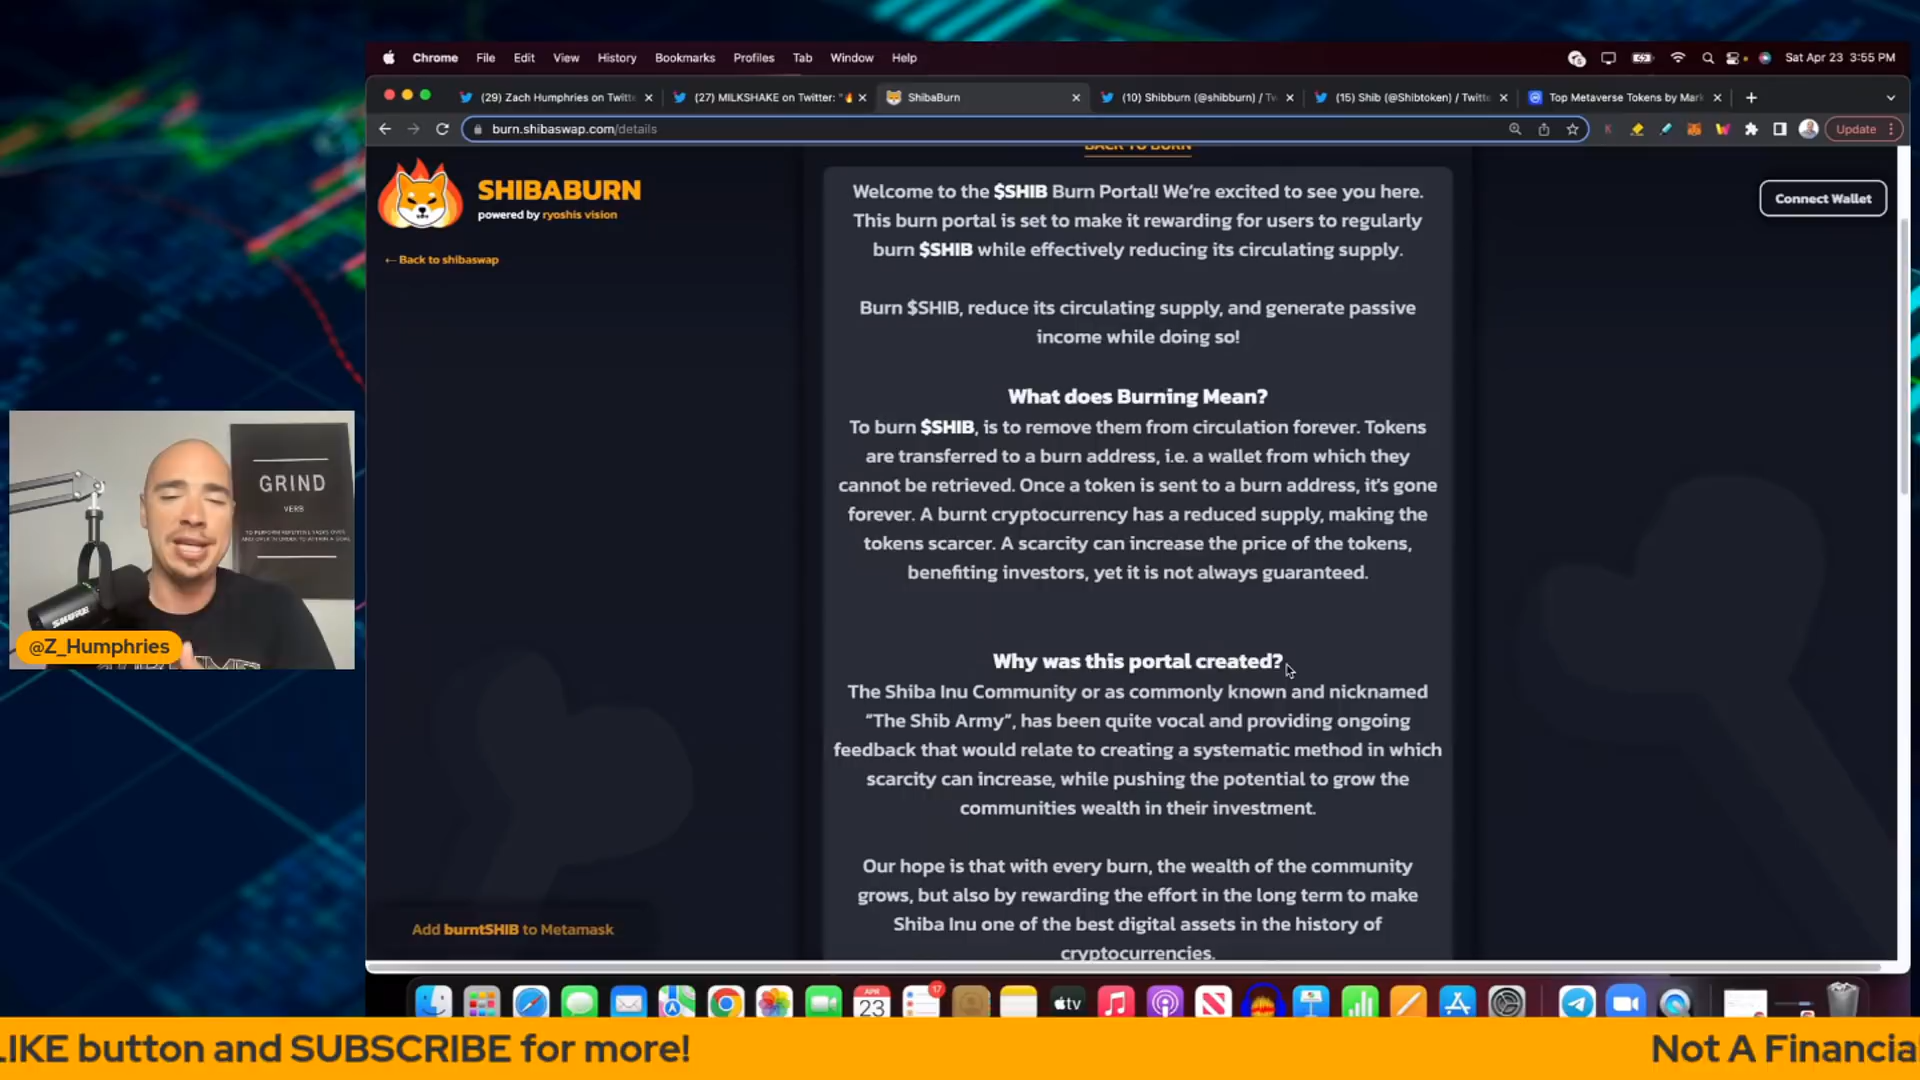 Chrome File Edit View History Bookmarks Profiles Tab Window Help
Sat Apr 23 3:55 PM
(29) Zach Humphries on Twitte
(27) MILKSHAKE on Twitter: "🔥
ShibaBurn
(10) Shibburn (@shibburn) / Tw
(15) Shib (@Shibtoken) / Twitte
Top Metaverse Tokens by Mark
burn.shibaswap.com/details
Update
BACK TO BURN
SHIBABURN
powered by ryoshis vision
← Back to shibaswap
Connect Wallet
Welcome to the $SHIB Burn Portal! We're excited to see you here.
This burn portal is set to make it rewarding for users to regularly
burn $SHIB while effectively reducing its circulating supply.
Burn $SHIB, reduce its circulating supply, and generate passive
income while doing so!
What does Burning Mean?
To burn $SHIB, is to remove them from circulation forever. Tokens
are transferred to a burn address, i.e. a wallet from which they
cannot be retrieved. Once a token is sent to a burn address, it's gone
forever. A burnt cryptocurrency has a reduced supply, making the
tokens scarcer. A scarcity can increase the price of the tokens,
benefiting investors, yet it is not always guaranteed.
Why was this portal created?
The Shiba Inu Community or as commonly known and nicknamed
"The Shib Army", has been quite vocal and providing ongoing
feedback that would relate to creating a systematic method in which
scarcity can increase, while pushing the potential to grow the
communities wealth in their investment.
Our hope is that with every burn, the wealth of the community
grows, but also by rewarding the effort in the long term to make
Shiba Inu one of the best digital assets in the history of
cryptocurrencies.
Add burntSHIB to Metamask
GRIND
VERB
SHURE
@Z_Humphries
APR
23
17
tv
LIKE button and SUBSCRIBE for more!
Not A Financia